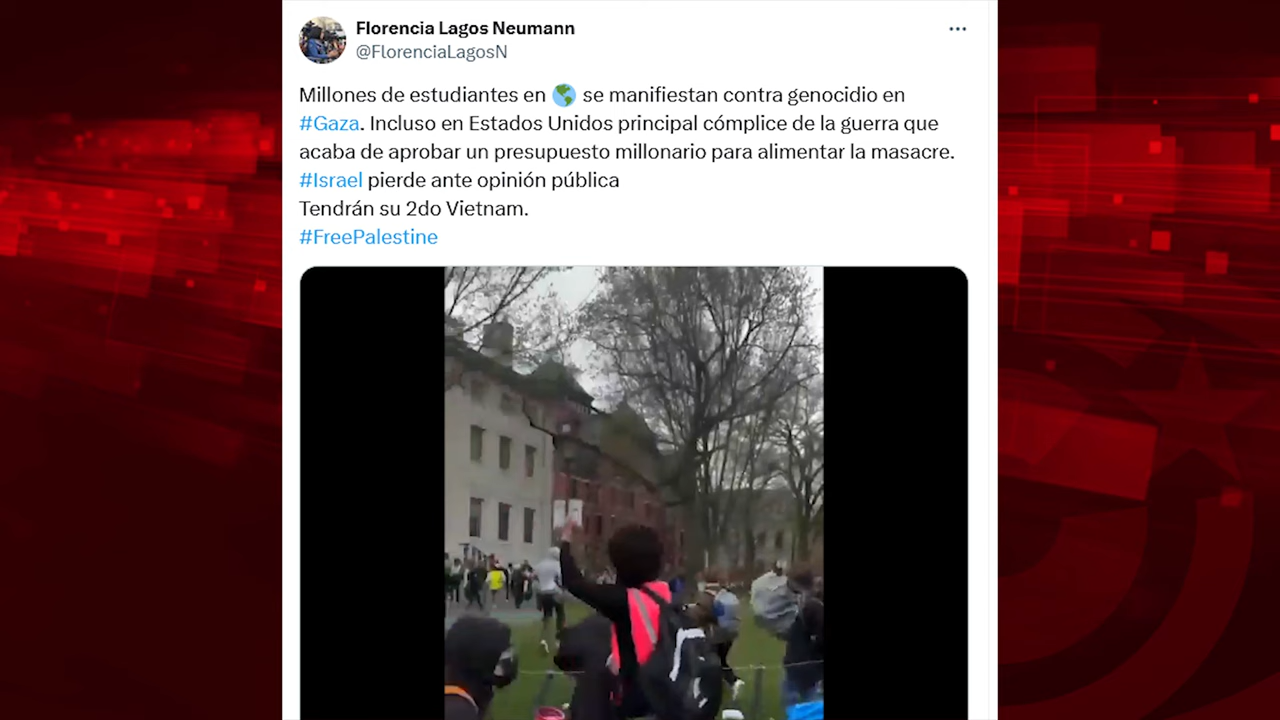 Florencia Lagos Neumann
@FlorenciaLagosN
Millones de estudiantes en 🌎 se manifiestan contra genocidio en
#Gaza. Incluso en Estados Unidos principal cómplice de la guerra que
acaba de aprobar un presupuesto millonario para alimentar la masacre.
#Israel pierde ante opinión pública
Tendrán su 2do Vietnam.
#FreePalestine